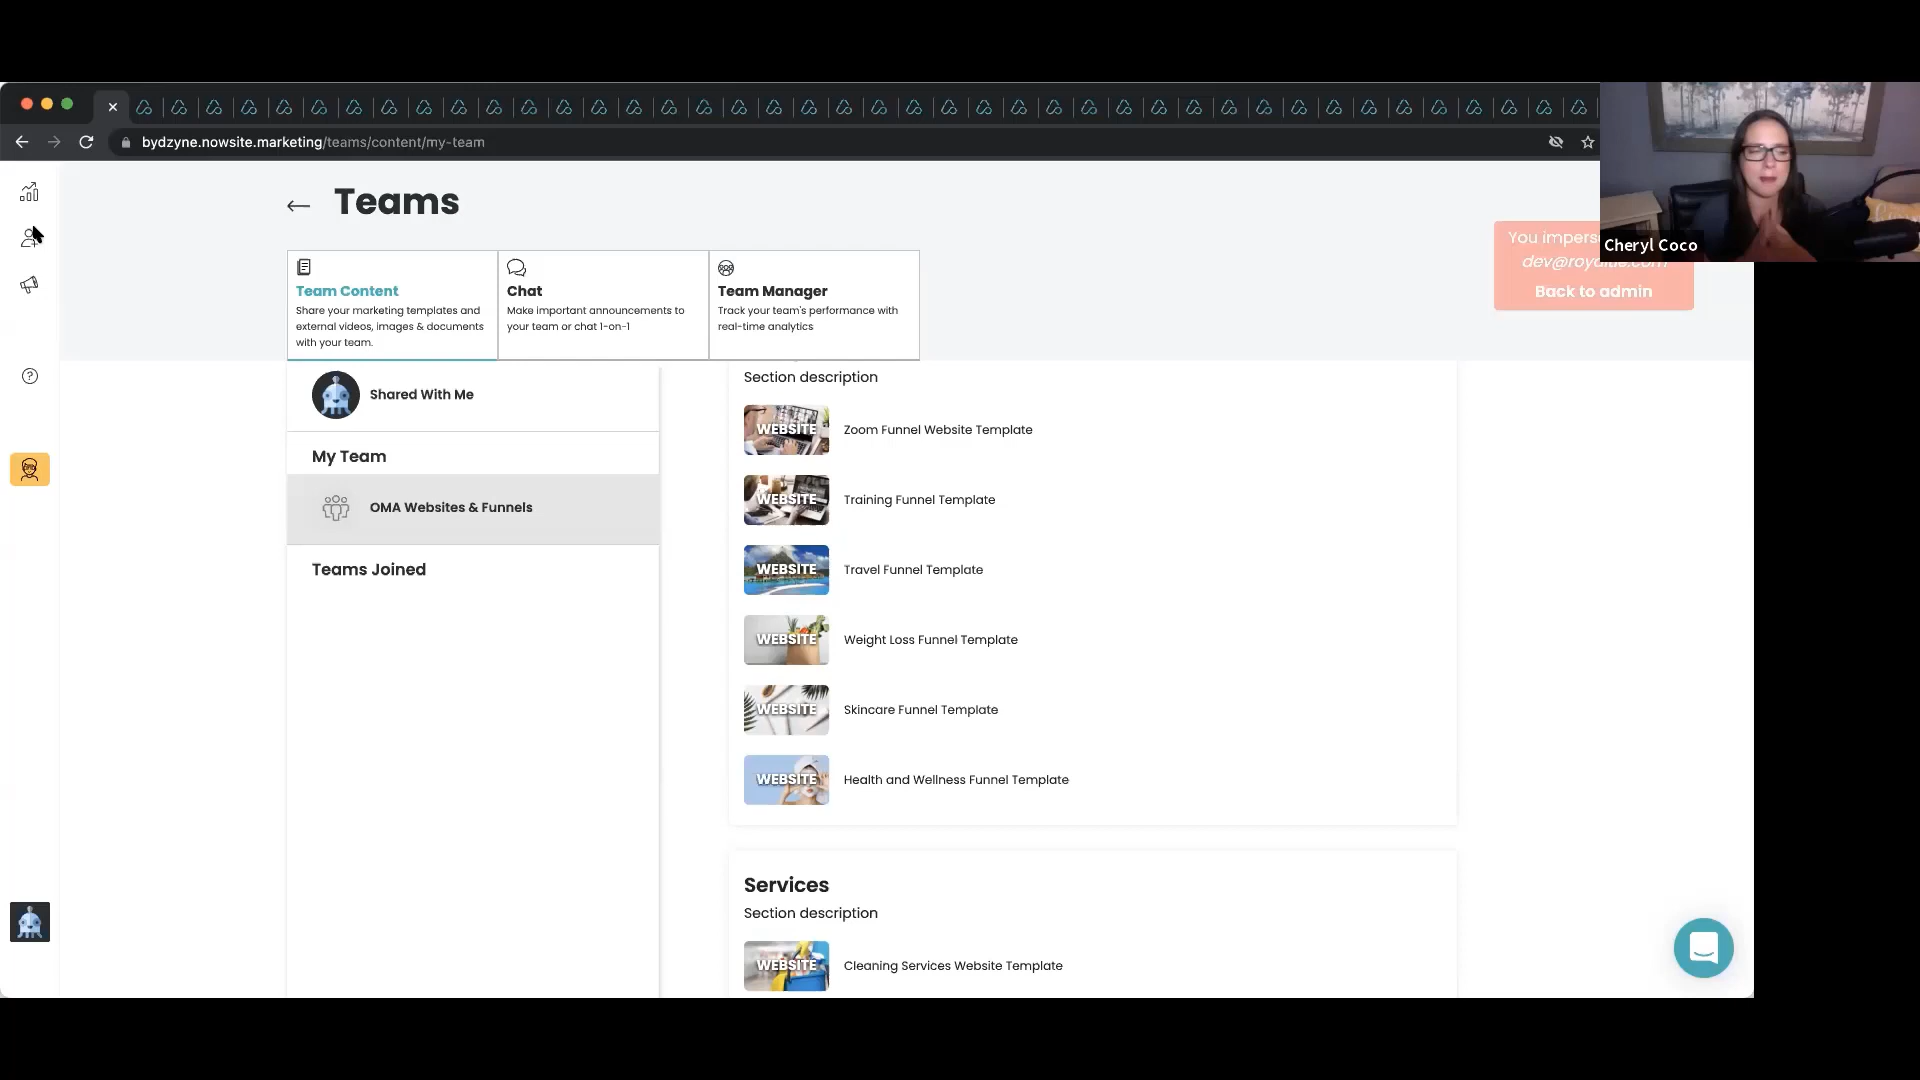 bydzyne.nowsite.marketing/teams/content/my-team
Teams
You impers
dev@royaltie.com
Back to admin
Cheryl Coco
Team Content
Share your marketing templates and
external videos, images & documents
with your team.
Chat
Make important announcements to
your team or chat 1-on-1
Team Manager
Track your team's performance with
real-time analytics
Shared With Me
My Team
OMA Websites & Funnels
Teams Joined
Section description
WEBSITE
Zoom Funnel Website Template
WEBSITE
Training Funnel Template
WEBSITE
Travel Funnel Template
WEBSITE
Weight Loss Funnel Template
WEBSITE
Skincare Funnel Template
WEBSITE
Health and Wellness Funnel Template
Services
Section description
WEBSITE
Cleaning Services Website Template